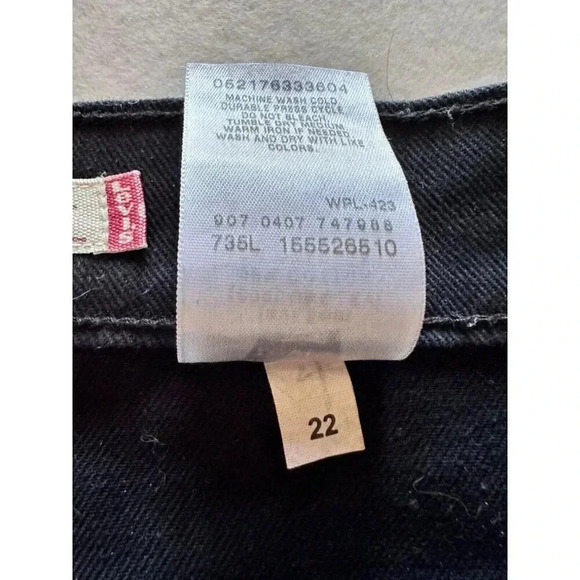 052176333604
MACHINE WASH COLD
DURABLE PRESS CYCLE
DO NOT BLEACH
TUMBLE DRY MEDIUM
WARM IRON IF NEEDED
WASH AND DRY WITH LIKE
COLORS.
WPL-423
907 0407 747988
735L 155526510
Levi's
22